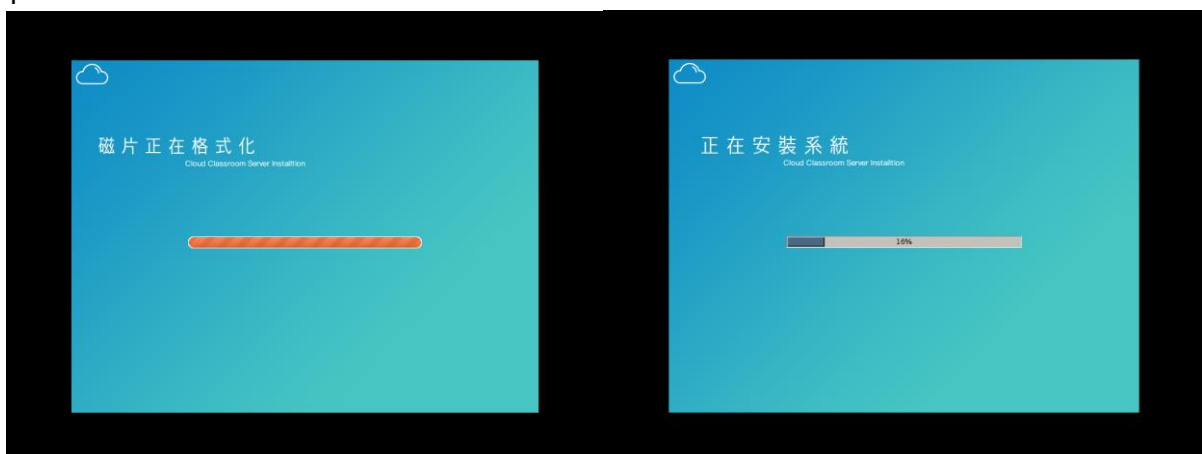 磁片正在格式化
Cloud Classroom Server Installtion
正在安裝系統
Cloud Classroom Server Installtion
16%